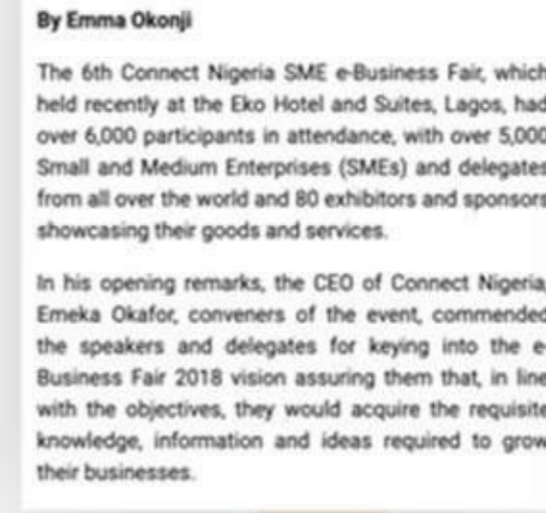 By Emma Okonji
The 6th Connect Nigeria SME e-Business Fair, which
held recently at the Eko Hotel and Suites, Lagos, had
over 6,000 participants in attendance, with over 5,000
Small and Medium Enterprises (SMEs) and delegates
from all over the world and 80 exhibitors and sponsors
showcasing their goods and services.
In his opening remarks, the CEO of Connect Nigeria,
Emeka Okafor, conveners of the event, commended
the speakers and delegates for keying into the e-
Business Fair 2018 vision assuring them that, in line
with the objectives, they would acquire the requisite
knowledge, information and ideas required to grow
their businesses.